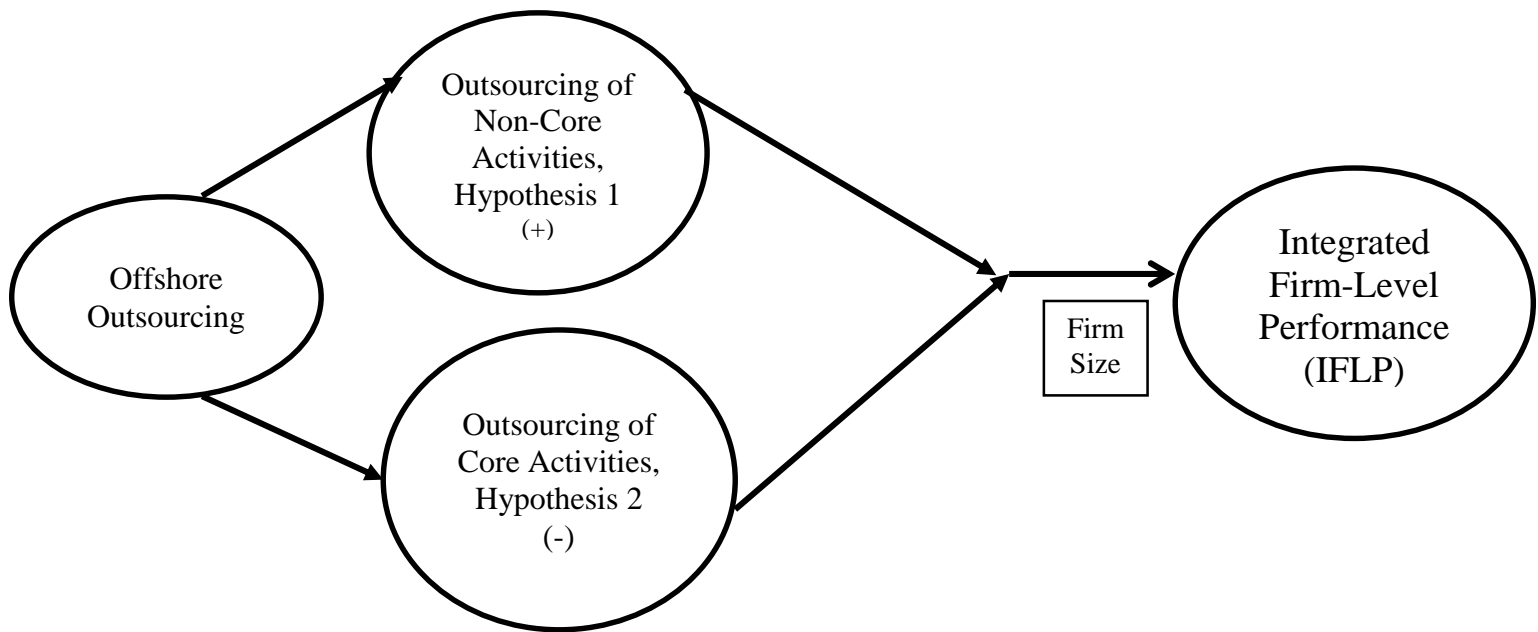 Outsourcing of
Non-Core
Activities,
Hypothesis 1
(+)
Offshore
Outsourcing
Outsourcing of
Core Activities,
Hypothesis 2
(-)
Firm
Size
Integrated
Firm-Level
Performance
(IFLP)